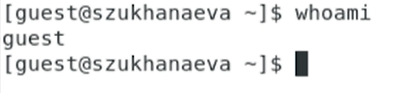 [guest@szukhanaeva ~]$ whoami
guest
[guest@szukhanaeva ~]$